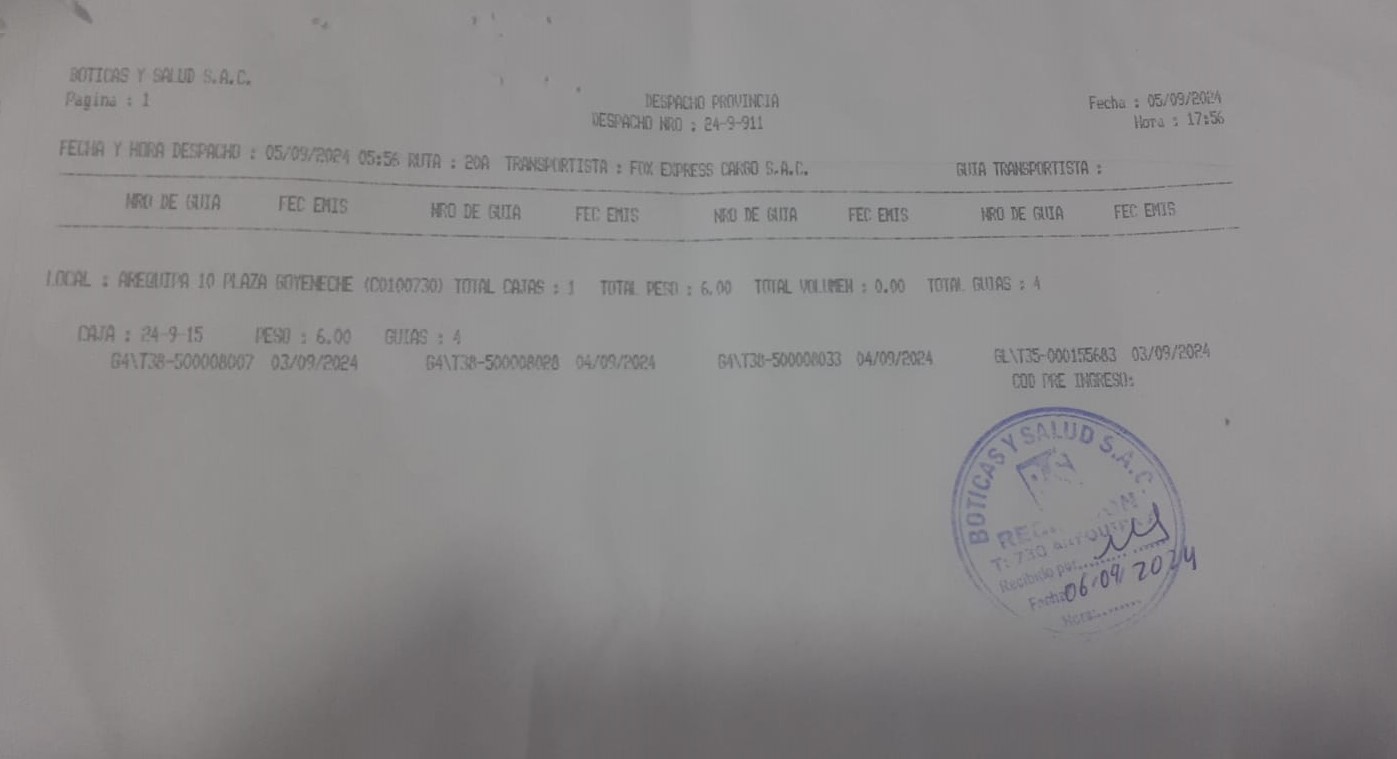 BOTICAS Y SALUD S.A.C.
Pagina : 1
DESPACHO PROVINCIA
DESPACHO NRO : 24-9-911
Fecha : 05/09/2024
Hora : 17:56
FECHA Y HORA DESPACHO : 05/09/2024 05:56 RUTA : 20A TRANSPORTISTA : FOX EXPRESS CARGO S.A.C. GUIA TRANSPORTISTA :
NRO DE GUIA FEC EMIS NRO DE GUIA FEC EMIS NRO DE GUIA FEC EMIS NRO DE GUIA FEC EMIS
LOCAL : AREQUIPA 10 PLAZA GOYENECHE (C0100730) TOTAL CAJAS : 1 TOTAL PESO : 6.00 TOTAL VOLUMEN : 0.00 TOTAL GUIAS : 4
CAJA : 24-9-15 PESO : 6.00 GUIAS : 4
G4\T38-500008007 03/09/2024 G4\T38-500008028 04/09/2024 G4\T38-500008033 04/09/2024 GL\T35-000155683 03/09/2024
COD PRE INGRESO:
BOTICAS Y SALUD S.A.C.
T: 730
Recibido por
Fecha 06-09 2024
Hora: